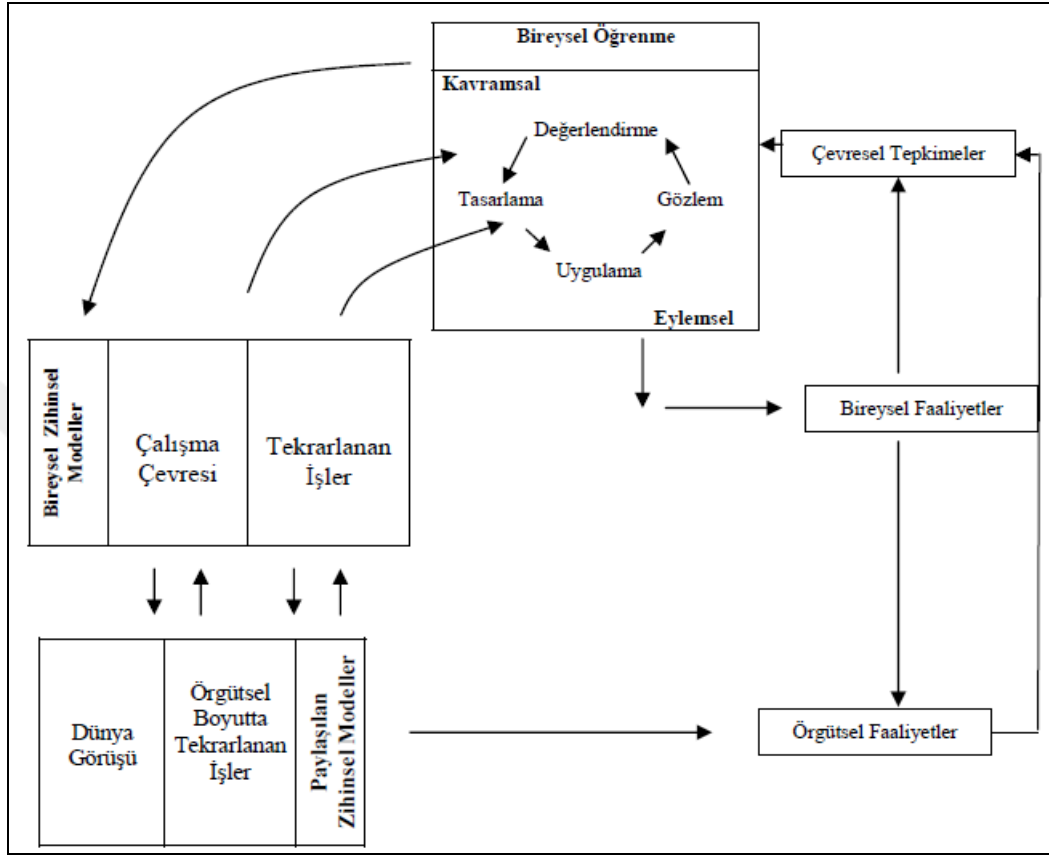 Bireysel Öğrenme
Kavramsal
Değerlendirme
Tasarlama
Gözlem
Uygulama
Eylemsel
Çevresel Tepkimeler
Bireysel Faaliyetler
Bireysel Zihinsel
Modeller
Çalışma
Çevresi
Tekrarlanan
İşler
Dünya
Görüşü
Örgütsel
Boyutta
Tekrarlanan
İşler
Paylaşılan
Zihinsel Modeller
Örgütsel Faaliyetler